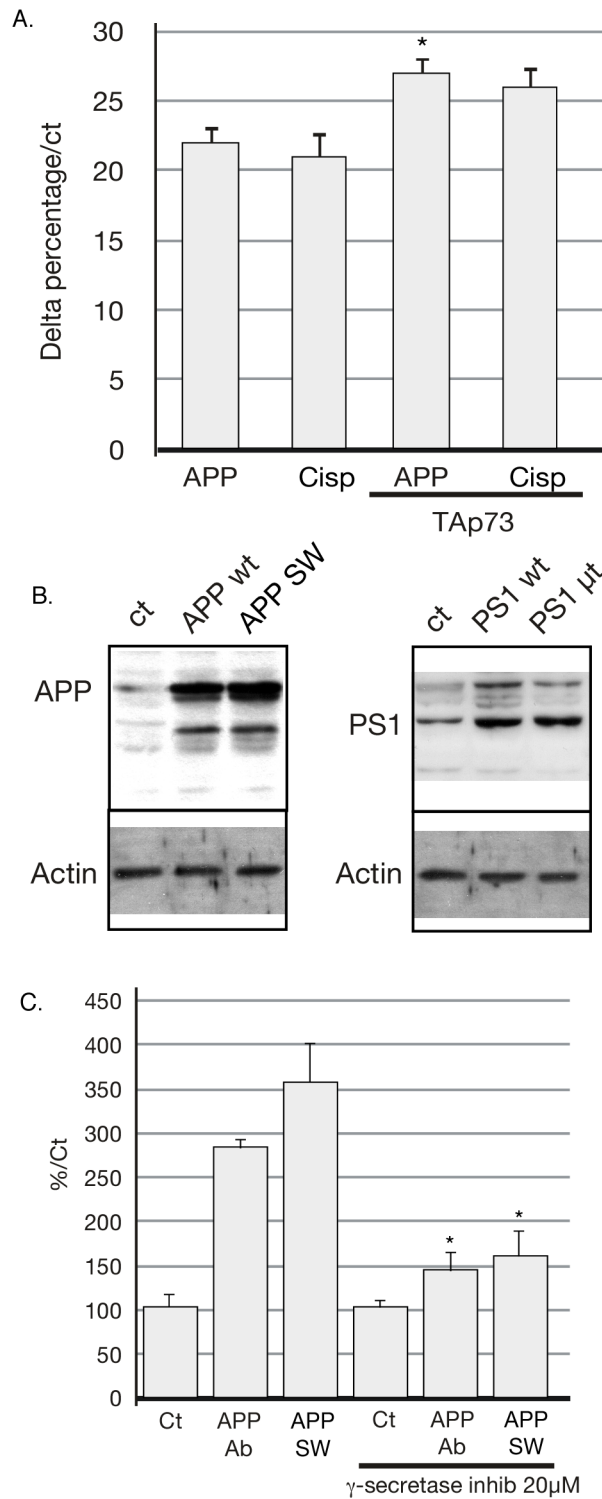 A.
30
25
20
15
10
5
0
Delta percentage/ct
*
APP Cisp APP Cisp
TAp73
B.
ct APP wt APP SW
APP
Actin
ct PS1 wt PS1 µt
PS1
Actin
C.
450
400
350
300
250
200
150
100
50
0
%/Ct
* *
Ct APP APP Ct APP APP
Ab SW Ab SW
γ-secretase inhib 20µM